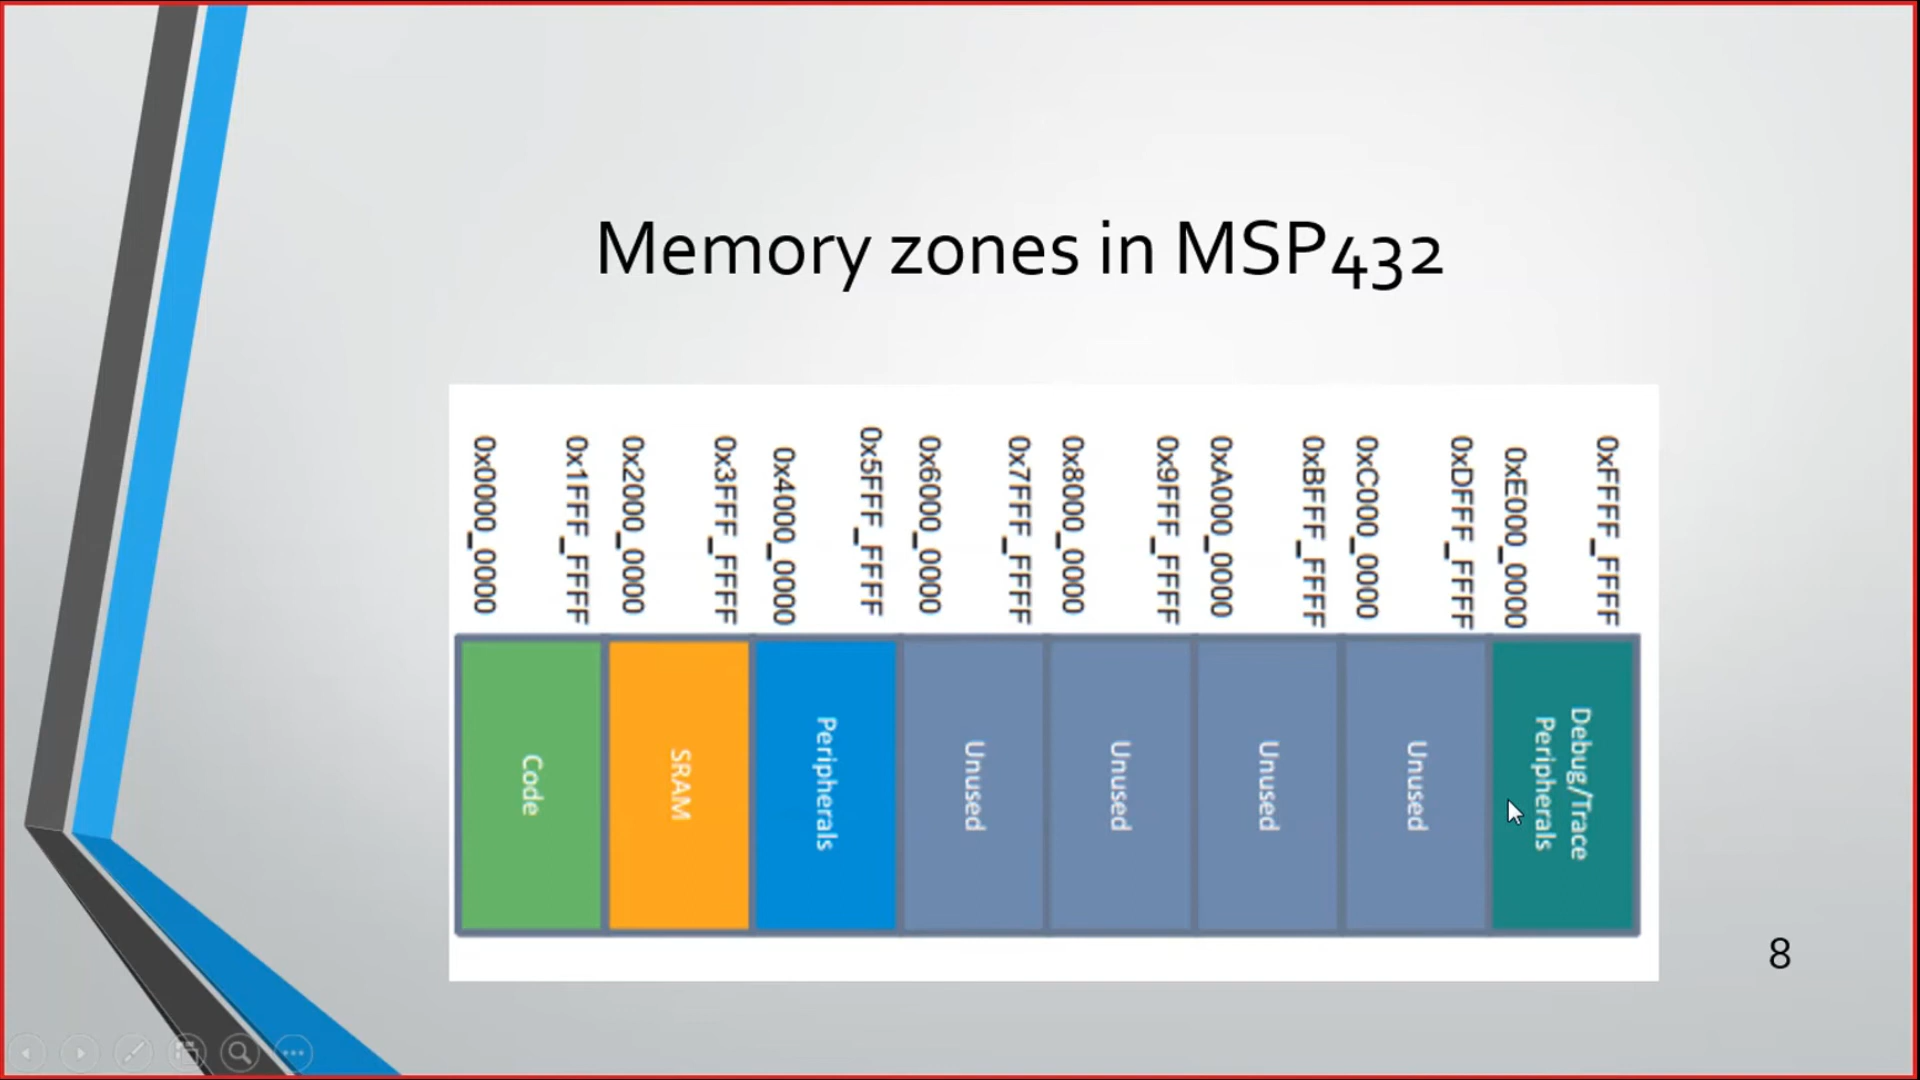 Memory zones in MSP432
0x0000_0000
0x1FFF_FFFF
0x2000_0000
0x3FFF_FFFF
0x4000_0000
0x5FFF_FFFF
0x6000_0000
0x7FFF_FFFF
0x8000_0000
0x9FFF_FFFF
0xA000_0000
0xBFFF_FFFF
0xC000_0000
0xDFFF_FFFF
0xE000_0000
0xFFFF_FFFF
Code
SRAM
Peripherals
Unused
Unused
Unused
Unused
Debug/Trace
Peripherals
8